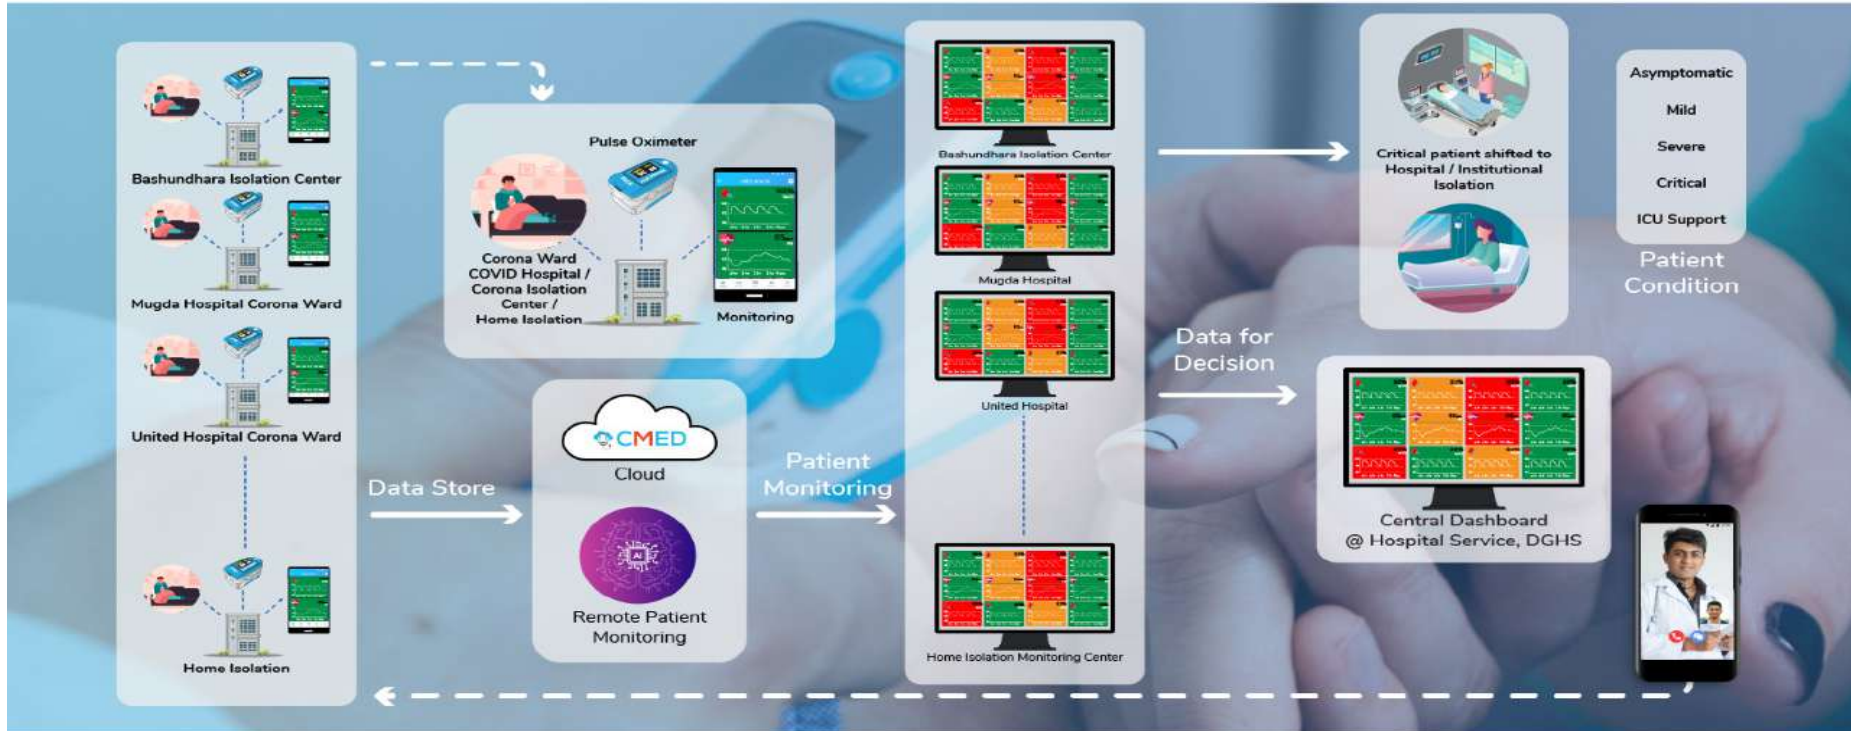 Bashundhara Isolation Center
Mugda Hospital Corona Ward
United Hospital Corona Ward
Home Isolation
Pulse Oximeter
Corona Ward
COVID Hospital /
Corona Isolation
Center /
Home Isolation
Monitoring
Data Store
CMED
Cloud
AI
Remote Patient
Monitoring
Patient
Monitoring
Bashundhara Isolation Center
Mugda Hospital
United Hospital
Home Isolation Monitoring Center
Data for
Decision
Critical patient shifted to
Hospital / Institutional
Isolation
Central Dashboard
@ Hospital Service, DGHS
Asymptomatic
Mild
Severe
Critical
ICU Support
Patient
Condition